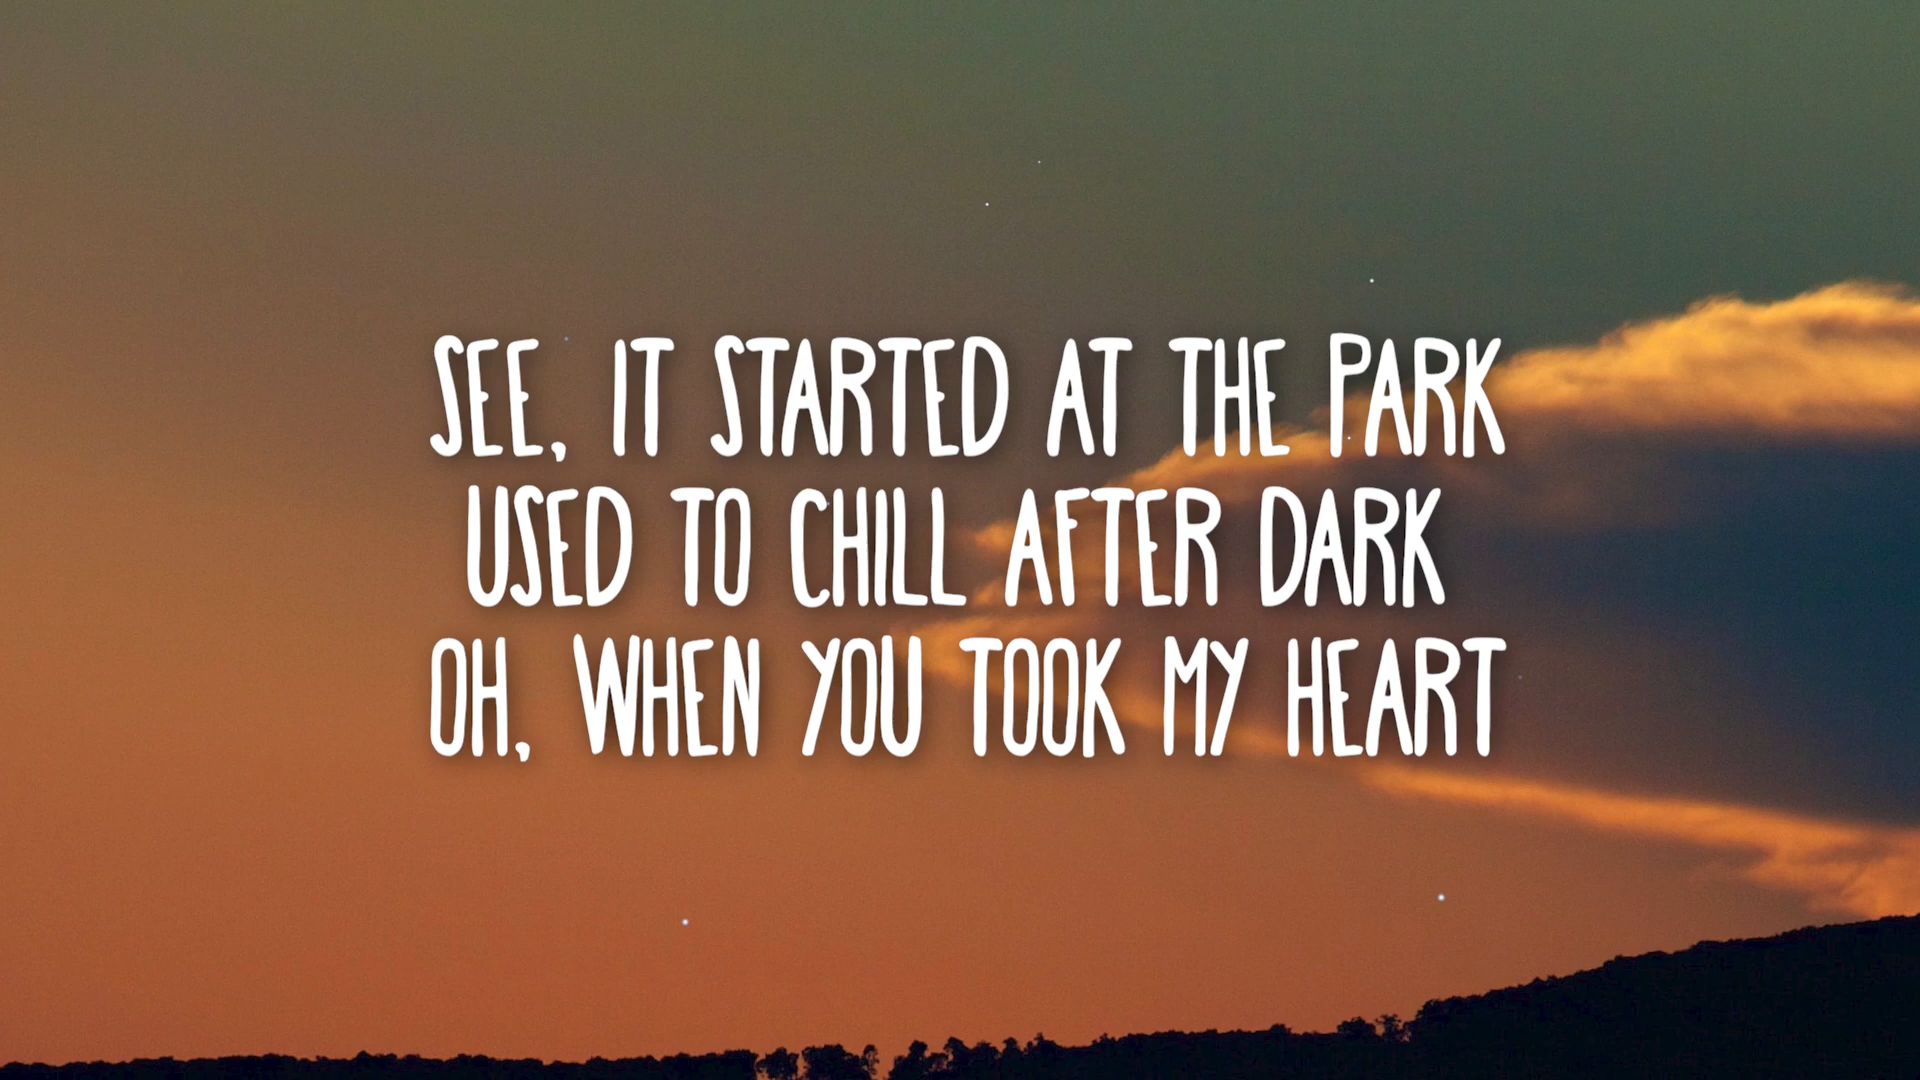 SEE, IT STARTED AT THE PARK
USED TO CHILL AFTER DARK
OH, WHEN YOU TOOK MY HEART